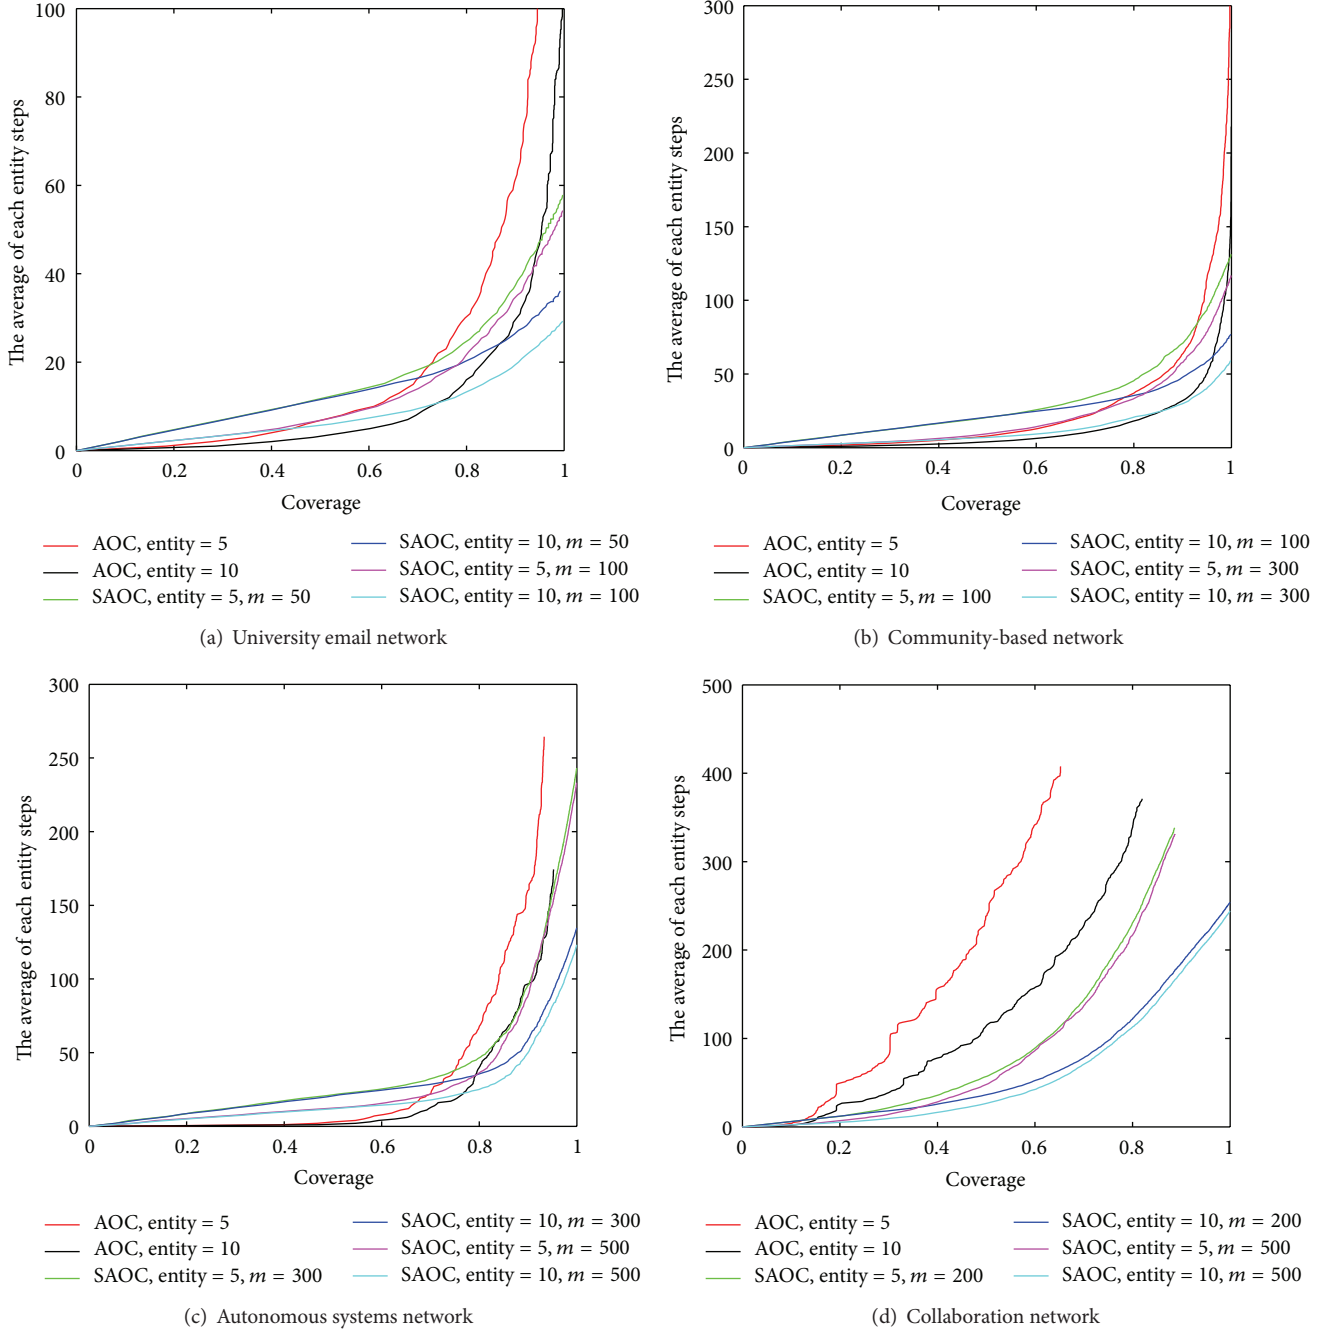 The average of each entity steps
100
80
60
40
20
0
0 0.2 0.4 0.6 0.8 1
Coverage
AOC, entity = 5
AOC, entity = 10
SAOC, entity = 5, m = 50
SAOC, entity = 10, m = 50
SAOC, entity = 5, m = 100
SAOC, entity = 10, m = 100
(a) University email network
The average of each entity steps
300
250
200
150
100
50
0
0 0.2 0.4 0.6 0.8 1
Coverage
AOC, entity = 5
AOC, entity = 10
SAOC, entity = 5, m = 100
SAOC, entity = 10, m = 100
SAOC, entity = 5, m = 300
SAOC, entity = 10, m = 300
(b) Community-based network
The average of each entity steps
300
250
200
150
100
50
0
0 0.2 0.4 0.6 0.8 1
Coverage
AOC, entity = 5
AOC, entity = 10
SAOC, entity = 5, m = 300
SAOC, entity = 10, m = 300
SAOC, entity = 5, m = 500
SAOC, entity = 10, m = 500
(c) Autonomous systems network
The average of each entity steps
500
400
300
200
100
0
0 0.2 0.4 0.6 0.8 1
Coverage
AOC, entity = 5
AOC, entity = 10
SAOC, entity = 5, m = 200
SAOC, entity = 10, m = 200
SAOC, entity = 5, m = 500
SAOC, entity = 10, m = 500
(d) Collaboration network